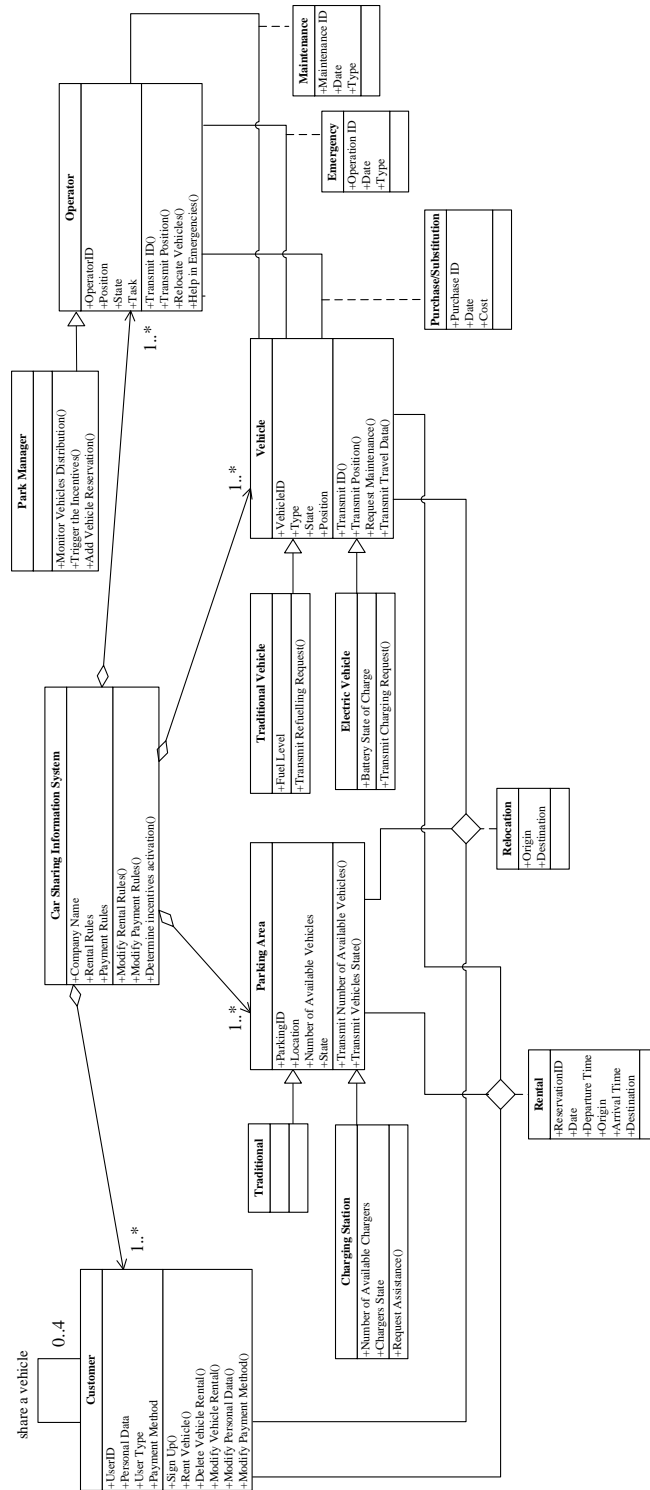 share a vehicle
0..4
Customer
+UserID
+Personal Data
+User Type
+Payment Method
+Sign Up()
+Rent Vehicle()
+Delete Vehicle Rental()
+Modify Vehicle Rental()
+Modify Personal Data()
+Modify Payment Method()
1..*
Car Sharing Information System
+Company Name
+Rental Rules
+Payment Rules
+Modify Rental Rules()
+Modify Payment Rules()
+Determine incentives activation()
Park Manager
+Monitor Vehicles Distribution()
+Trigger the Incentives()
+Add Vehicle Reservation()
Operator
+OperatorID
+Position
+State
+Task
+Transmit ID()
+Transmit Position()
+Relocate Vehicles()
+Help in Emergencies()
1..*
Traditional
Charging Station
+Number of Available Chargers
+Chargers State
+Request Assistance()
1..*
Parking Area
+ParkingID
+Location
+Number of Available Vehicles
+State
+Transmit Number of Available Vehicles()
+Transmit Vehicles State()
Traditional Vehicle
+Fuel Level
+Transmit Refuelling Request()
Electric Vehicle
+Battery State of Charge
+Transmit Charging Request()
1..*
Vehicle
+VehicleID
+Type
+State
+Position
+Transmit ID()
+Transmit Position()
+Request Maintenance()
+Transmit Travel Data()
Maintenance
+Maintenance ID
+Date
+Type
Emergency
+Operation ID
+Date
+Type
Purchase/Substitution
+Purchase ID
+Date
+Cost
Rental
+ReservationID
+Date
+Departure Time
+Origin
+Arrival Time
+Destination
Relocation
+Origin
+Destination